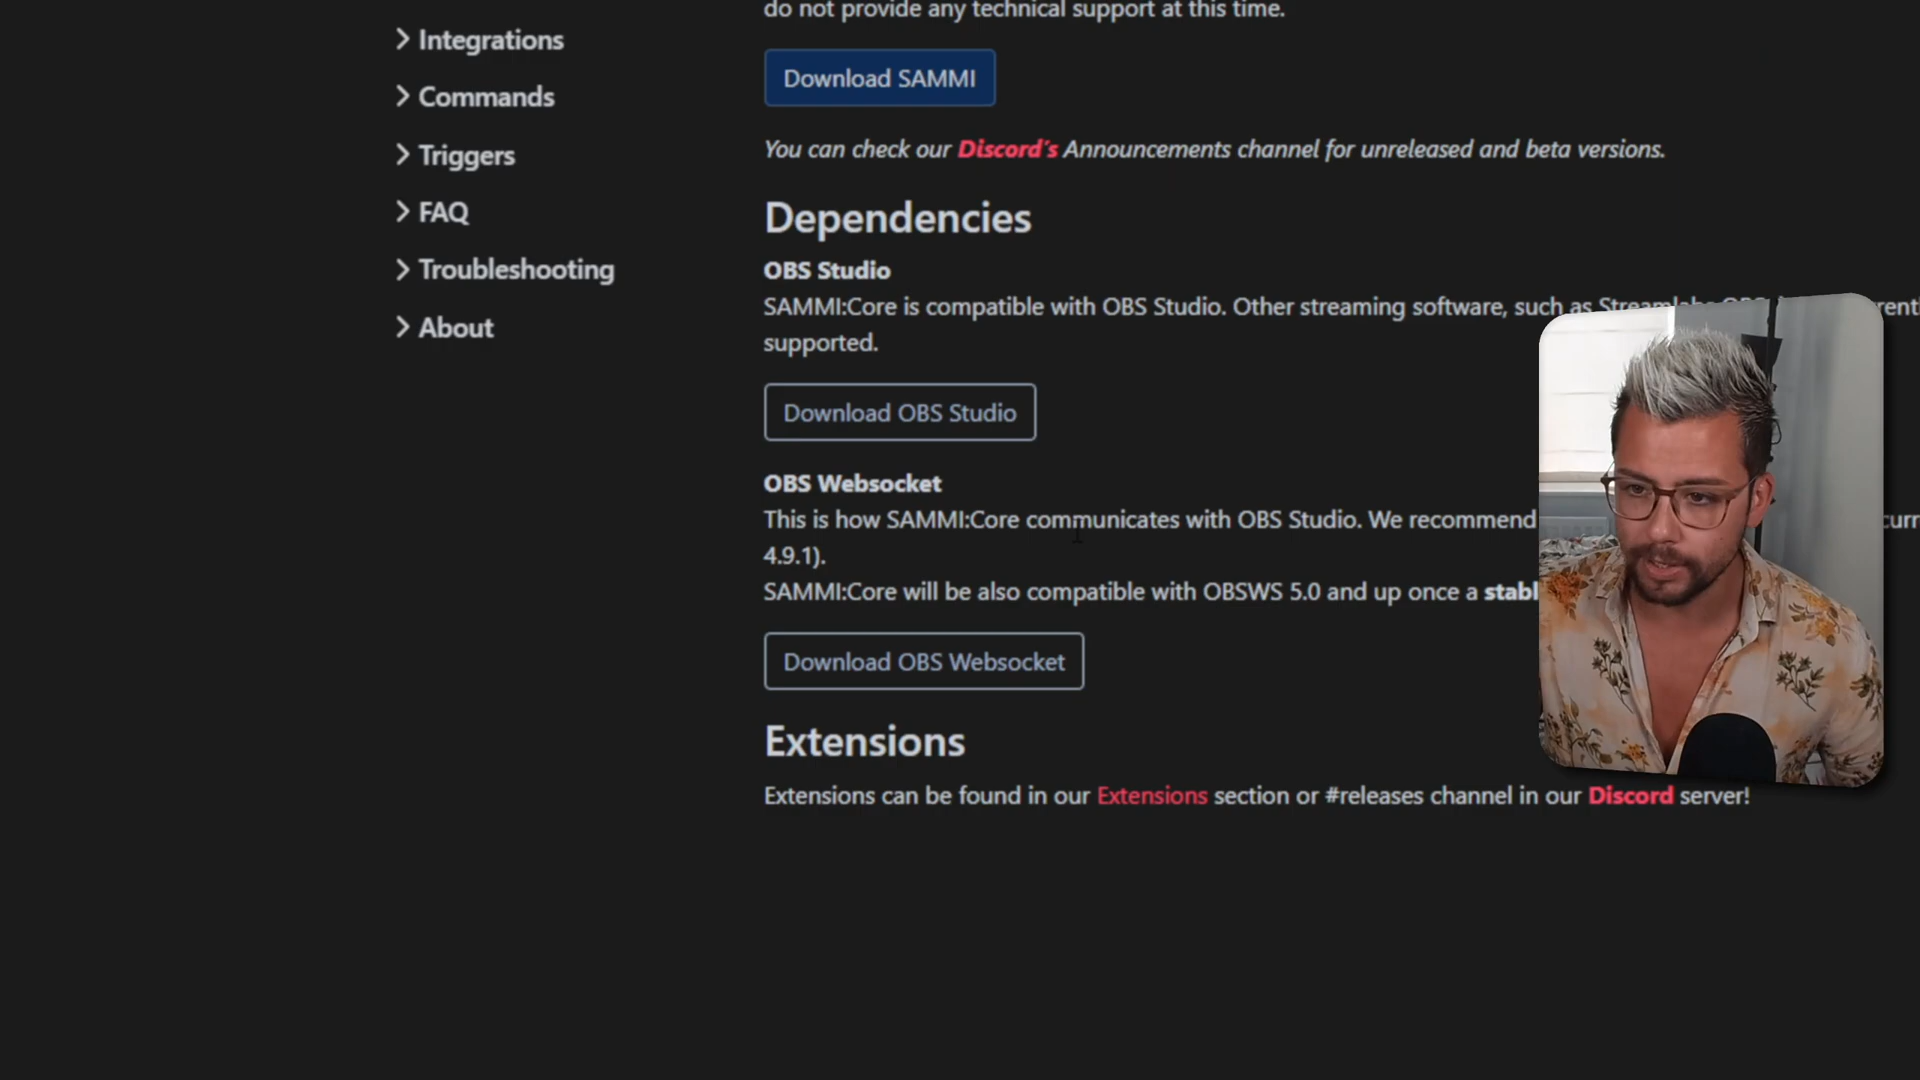 do not provide any technical support at this time.
Integrations
Download SAMMI
Commands
You can check our Discord's Announcements channel for unreleased and beta versions.
Triggers
FAQ
Dependencies
Troubleshooting
OBS Studio
SAMMI:Core is compatible with OBS Studio. Other streaming software, such as Streamlabs OBS
About
supported.
Download OBS Studio
OBS Websocket
This is how SAMMI:Core communicates with OBS Studio. We recommend
4.9.1).
SAMMI:Core will be also compatible with OBSWS 5.0 and up once a
Download OBS Websocket
Extensions
Extensions can be found in our Extensions section or #releases channel in our Discord server!